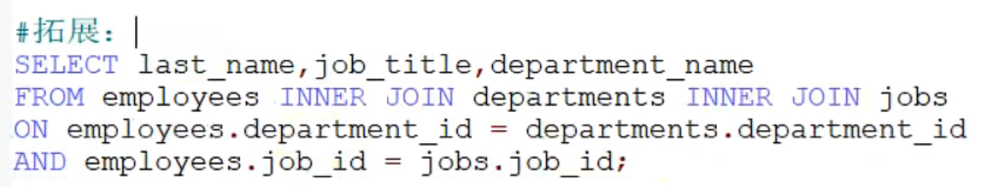 #拓展：
SELECT last_name,job_title,department_name
FROM employees INNER JOIN departments INNER JOIN jobs
ON employees.department_id = departments.department_id
AND employees.job_id = jobs.job_id;